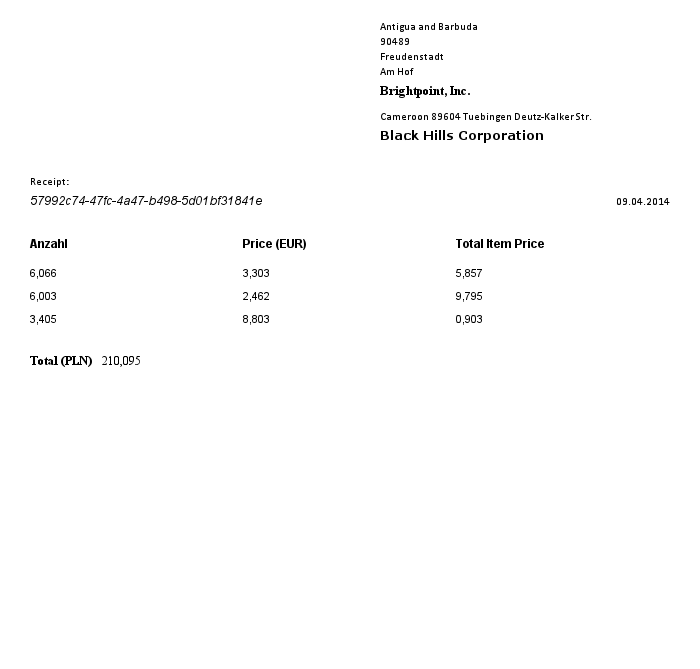 Antigua and Barbuda
90489
Freudenstadt
Am Hof
Brightpoint, Inc.
Cameroon 89604 Tuebingen Deutz-Kalker Str.
Black Hills Corporation
Receipt:
57992c74-47fc-4a47-b498-5d01bf31841e 09.04.2014
Anzahl Price (EUR) Total Item Price
6,066 3,303 5,857
6,003 2,462 9,795
3,405 8,803 0,903
Total (PLN) 210,095